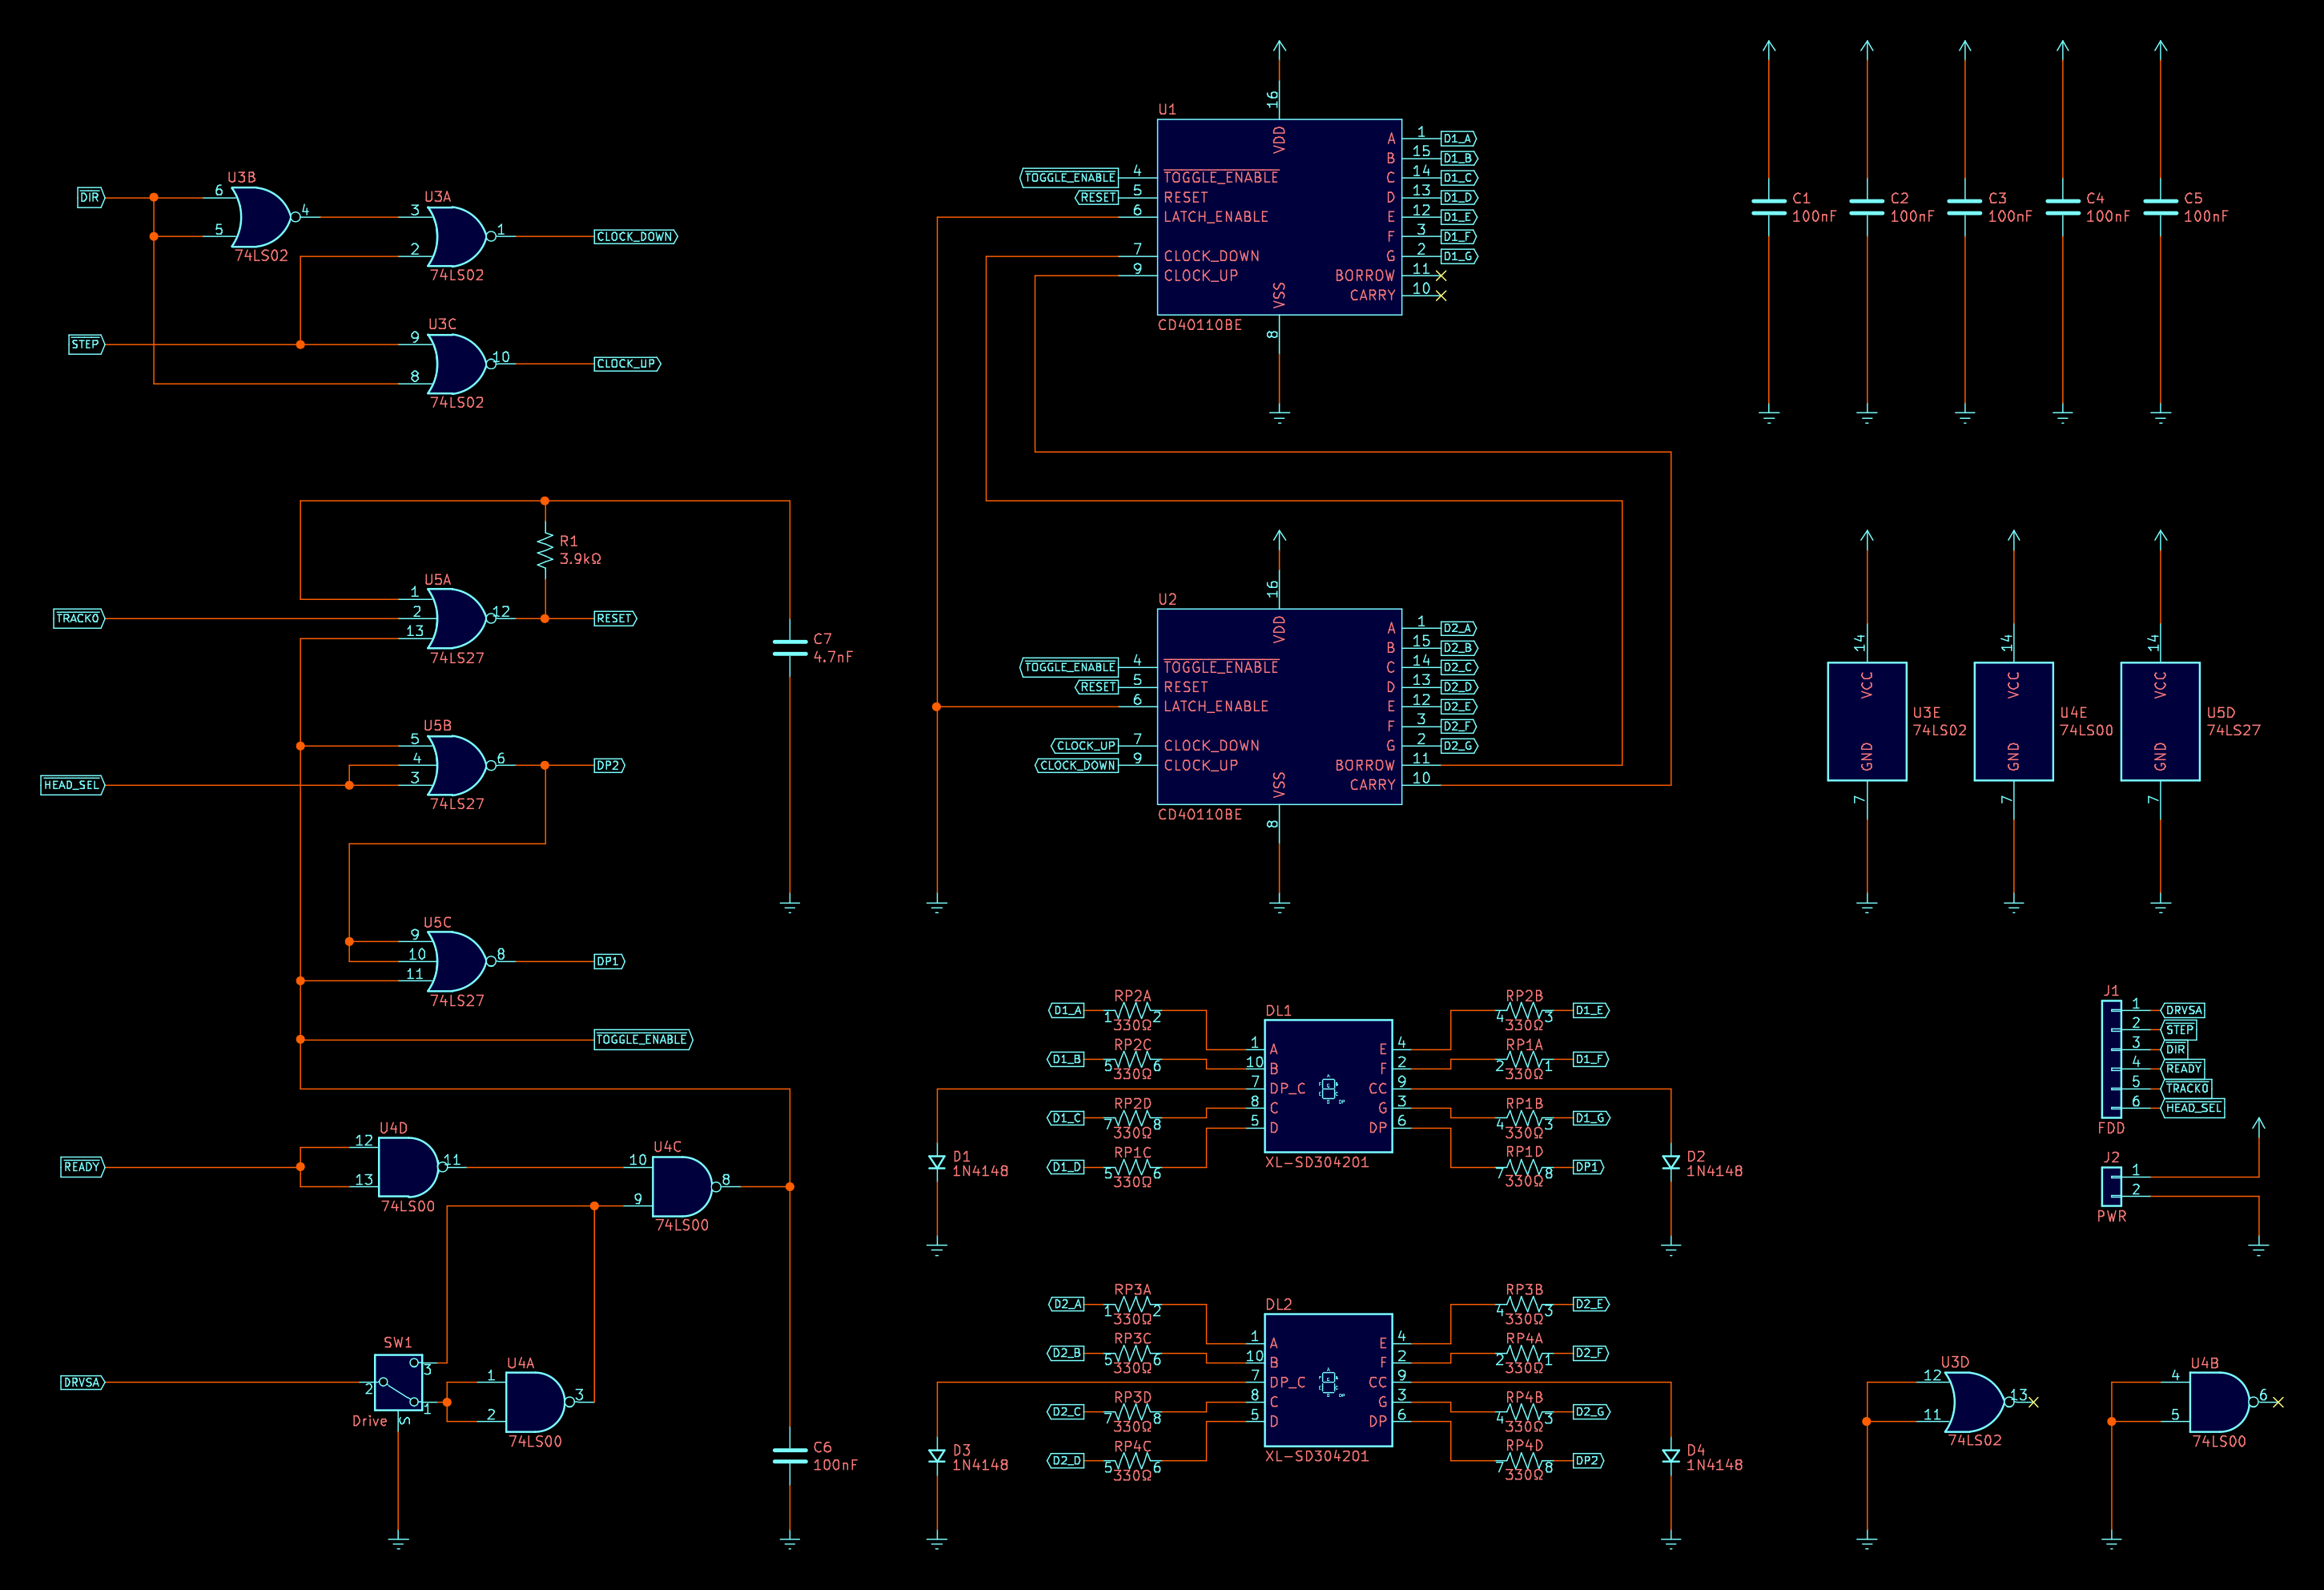 U3B
DIR
6
4
5
74LS02
U3A
3
1
CLOCK_DOWN
2
74LS02
U3C
STEP
9
10
CLOCK_UP
8
74LS02
R1
3.9kΩ
U5A
1
TRACK0
2
12
RESET
13
74LS27
C7
4.7nF
U5B
5
4
6
DP2
HEAD_SEL
3
74LS27
U5C
9
10
8
DP1
11
74LS27
TOGGLE_ENABLE
U4D
12
READY
11
13
74LS00
U4C
10
8
9
74LS00
SW1
3
DRVSA
2
1
S
Drive
U4A
1
3
2
74LS00
C6
100nF
U1
16
VDD
A
1
D1_A
B
15
D1_B
TOGGLE_ENABLE
4
TOGGLE_ENABLE
C
14
D1_C
RESET
5
RESET
D
13
D1_D
6
LATCH_ENABLE
E
12
D1_E
F
3
D1_F
7
CLOCK_DOWN
G
2
D1_G
9
CLOCK_UP
BORROW
11
VSS
CARRY
10
CD40110BE
8
U2
16
VDD
A
1
D2_A
B
15
D2_B
TOGGLE_ENABLE
4
TOGGLE_ENABLE
C
14
D2_C
RESET
5
RESET
D
13
D2_D
6
LATCH_ENABLE
E
12
D2_E
F
3
D2_F
CLOCK_UP
7
CLOCK_DOWN
G
2
D2_G
CLOCK_DOWN
9
CLOCK_UP
BORROW
11
VSS
CARRY
10
CD40110BE
8
C1
100nF
C2
100nF
C3
100nF
C4
100nF
C5
100nF
14
VCC
GND
7
U3E
74LS02
14
VCC
GND
7
U4E
74LS00
14
VCC
GND
7
U5D
74LS27
RP2A
D1_A
1
2
330Ω
RP2C
D1_B
5
6
330Ω
RP2D
D1_C
7
8
330Ω
RP1C
D1_D
5
6
330Ω
D1
1N4148
DL1
1
A
E
4
10
B
F
2
7
DP_C
CC
9
8
C
G
3
5
D
DP
6
XL-SD304201
RP2B
4
3
D1_E
330Ω
RP1A
2
1
D1_F
330Ω
RP1B
4
3
D1_G
330Ω
RP1D
7
8
DP1
330Ω
D2
1N4148
RP3A
D2_A
1
2
330Ω
RP3C
D2_B
5
6
330Ω
RP3D
D2_C
7
8
330Ω
RP4C
D2_D
5
6
330Ω
D3
1N4148
DL2
1
A
E
4
10
B
F
2
7
DP_C
CC
9
8
C
G
3
5
D
DP
6
XL-SD304201
RP3B
4
3
D2_E
330Ω
RP4A
2
1
D2_F
330Ω
RP4B
4
3
D2_G
330Ω
RP4D
7
8
DP2
330Ω
D4
1N4148
J1
1
DRVSA
2
STEP
3
DIR
4
READY
5
TRACK0
6
HEAD_SEL
FDD
J2
1
2
PWR
U3D
12
13
11
74LS02
U4B
4
6
5
74LS00